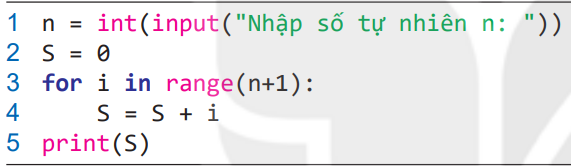 1 n = int(input("Nhập số tự nhiên n: "))
2 S = 0
3 for i in range(n+1):
4     S = S + i
5 print(S)